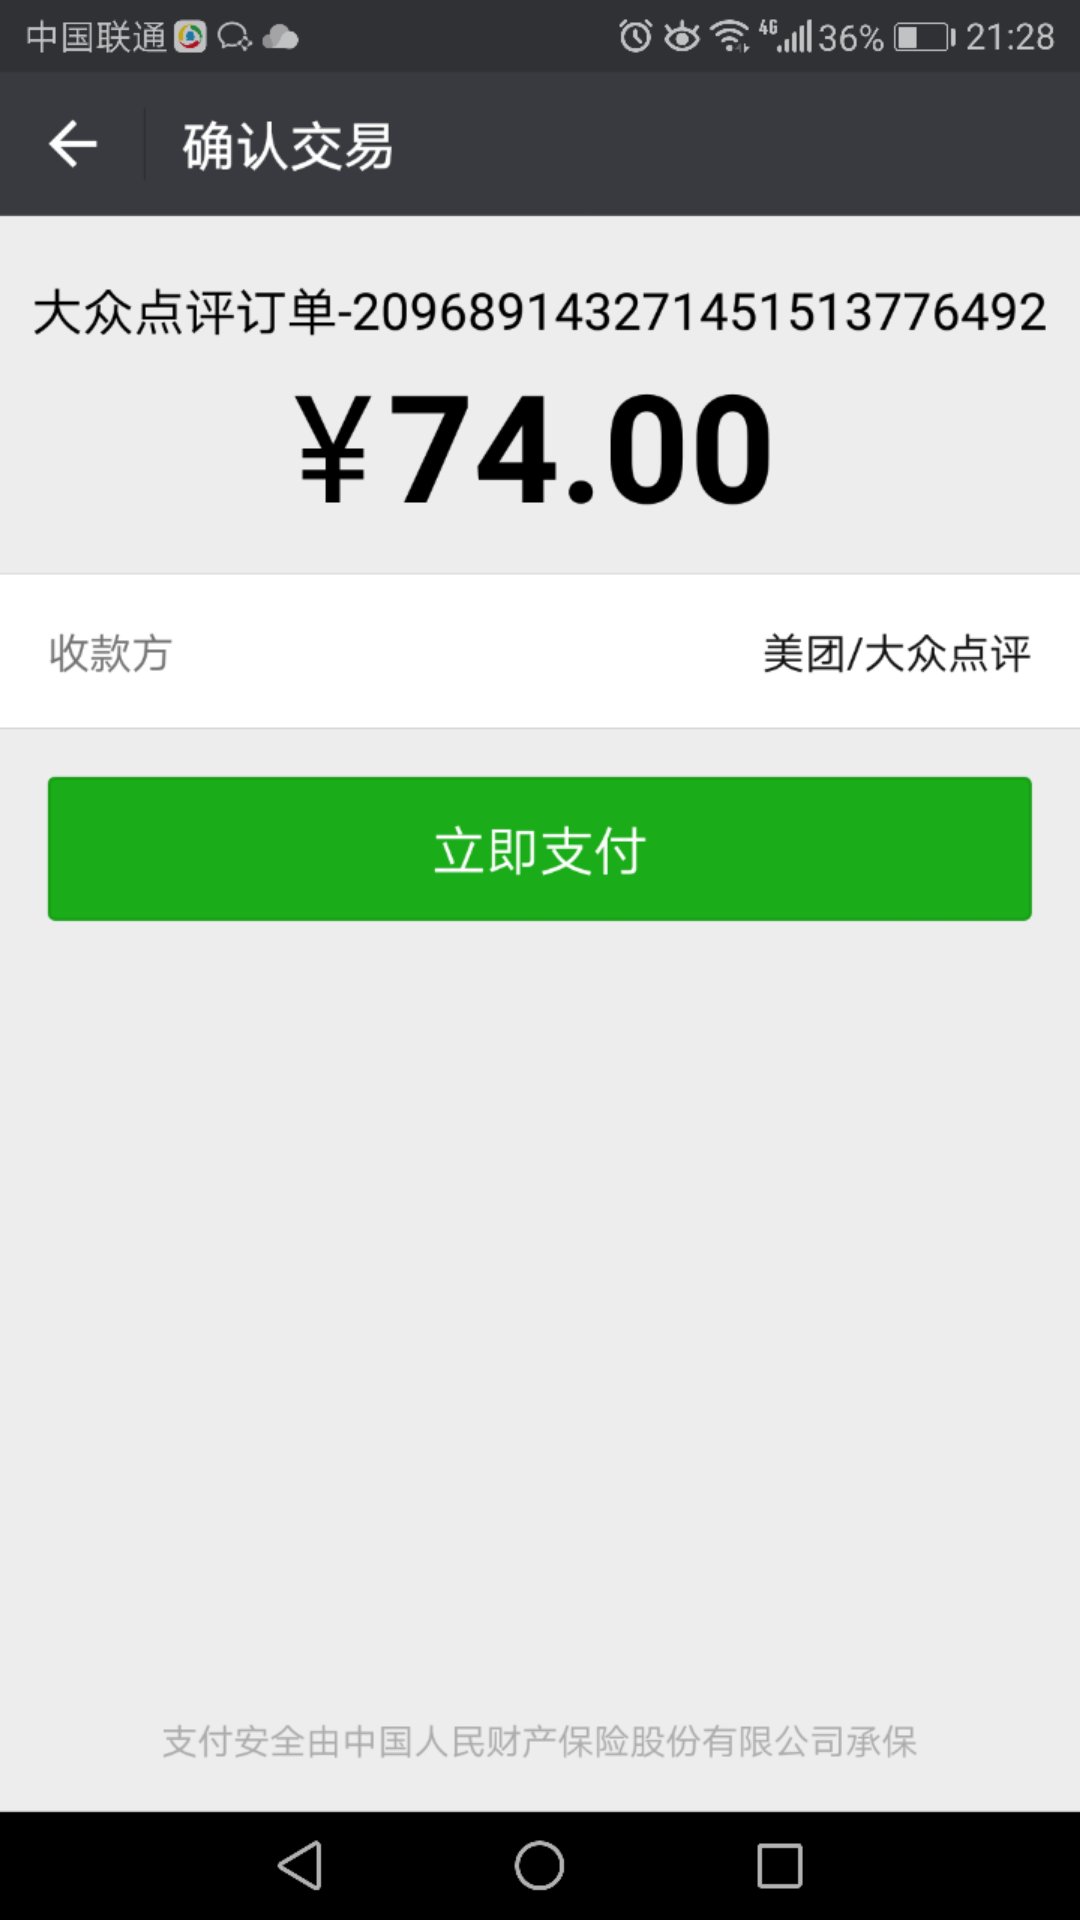 中国联通 4G 36% 21:28
确认交易
大众点评订单-209689143271451513776492
¥74.00
收款方 美团/大众点评
立即支付
支付安全由中国人民财产保险股份有限公司承保